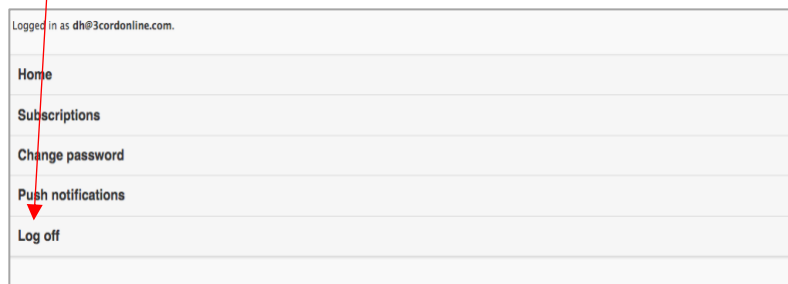 Logged in as dh@3cordonline.com.
Home
Subscriptions
Change password
Push notifications
Log off